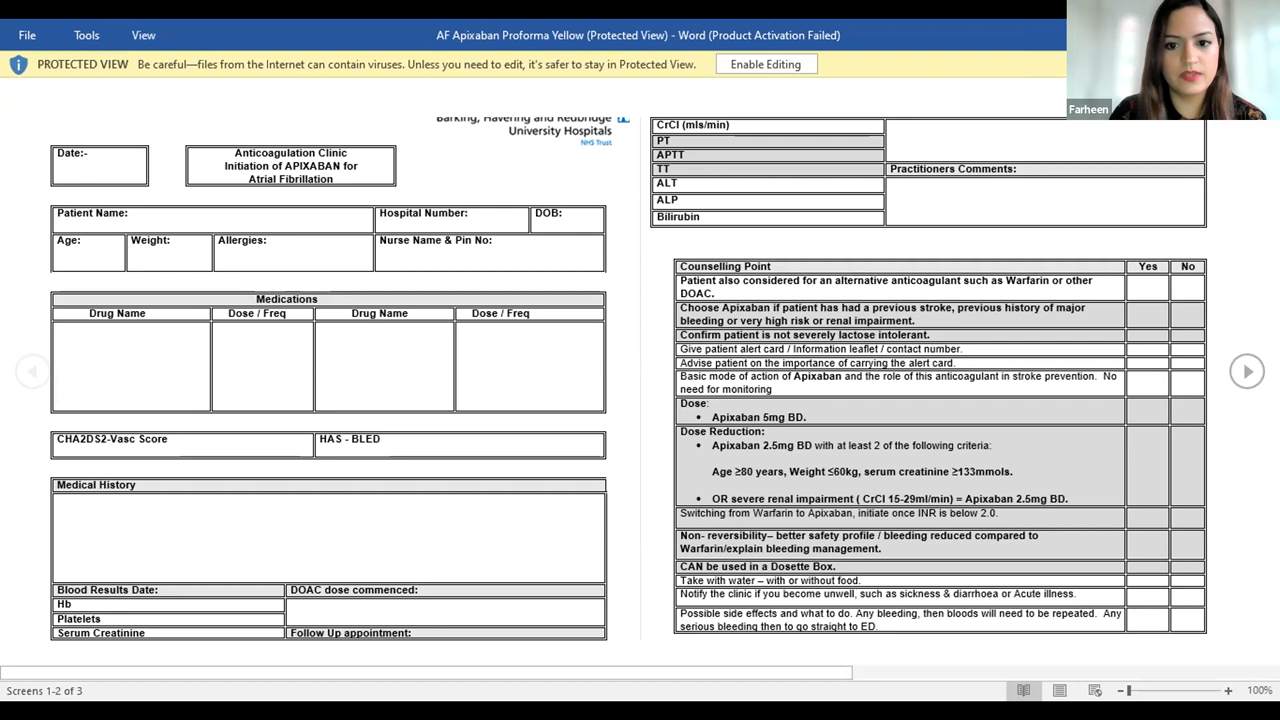 File Tools View AF Apixaban Proforma Yellow (Protected View) - Word (Product Activation Failed)
PROTECTED VIEW Be careful—files from the Internet can contain viruses. Unless you need to edit, it's safer to stay in Protected View. Enable Editing
Farheen
Barking, Havering and Redbridge
University Hospitals
NHS Trust
Date:-
Anticoagulation Clinic
Initiation of APIXABAN for
Atrial Fibrillation
Patient Name: Hospital Number: DOB:
Age: Weight: Allergies: Nurse Name & Pin No:
Medications
Drug Name Dose / Freq Drug Name Dose / Freq
CHA2DS2-Vasc Score HAS - BLED
Medical History
Blood Results Date: DOAC dose commenced:
Hb
Platelets
Serum Creatinine Follow Up appointment:
CrCl (mls/min)
PT
APTT
TT Practitioners Comments:
ALT
ALP
Bilirubin
Counselling Point Yes No
Patient also considered for an alternative anticoagulant such as Warfarin or other
DOAC.
Choose Apixaban if patient has had a previous stroke, previous history of major
bleeding or very high risk or renal impairment.
Confirm patient is not severely lactose intolerant.
Give patient alert card / Information leaflet / contact number.
Advise patient on the importance of carrying the alert card.
Basic mode of action of Apixaban and the role of this anticoagulant in stroke prevention. No
need for monitoring
Dose:
• Apixaban 5mg BD.
Dose Reduction:
• Apixaban 2.5mg BD with at least 2 of the following criteria:
Age ≥80 years, Weight ≤60kg, serum creatinine ≥133mmols.
• OR severe renal impairment ( CrCl 15-29ml/min) = Apixaban 2.5mg BD.
Switching from Warfarin to Apixaban, initiate once INR is below 2.0.
Non- reversibility– better safety profile / bleeding reduced compared to
Warfarin/explain bleeding management.
CAN be used in a Dosette Box.
Take with water – with or without food.
Notify the clinic if you become unwell, such as sickness & diarrhoea or Acute illness.
Possible side effects and what to do. Any bleeding, then bloods will need to be repeated. Any
serious bleeding then to go straight to ED.
Screens 1-2 of 3 100%